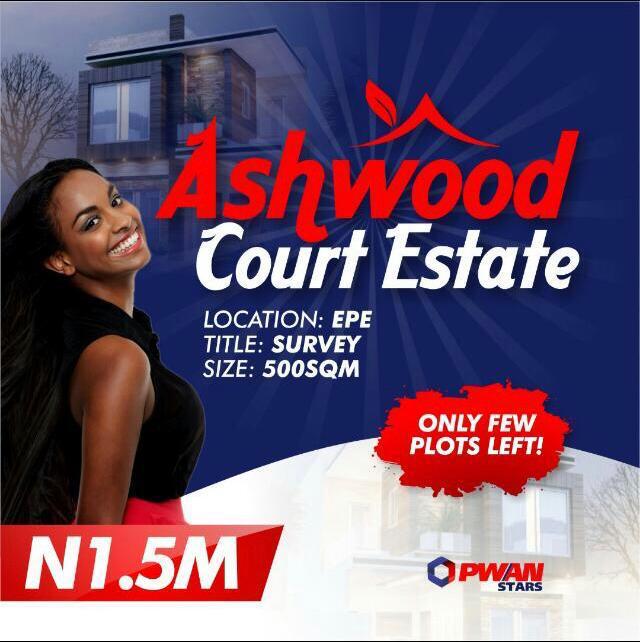 Ashwood
Court Estate
LOCATION: EPE
TITLE: SURVEY
SIZE: 500SQM
ONLY FEW
PLOTS LEFT!
N1.5M
PWAN
STARS